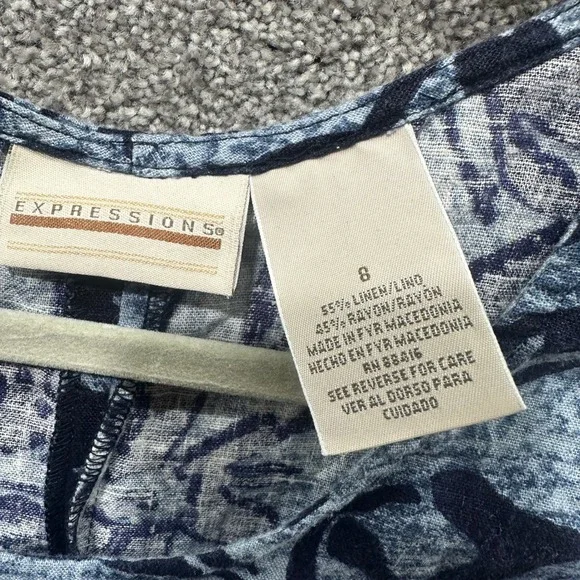 EXPRESSIONS®
8
55% LINEN/LINO
45% RAYON/RAYÓN
MADE IN FYR MACEDONIA
HECHO EN FYR MACEDONIA
RN 88416
SEE REVERSE FOR CARE
VER AL DORSO PARA
CUIDADO